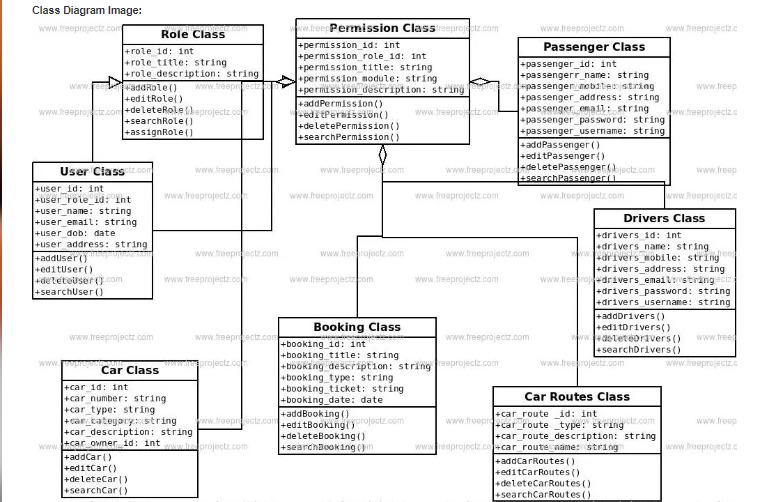 Class Diagram Image:
Role Class
+role_id: int
+role_title: string
+role_description: string
+addRole()
+editRole()
+deleteRole()
+searchRole()
+assignRole()
Permission Class
+permission_id: int
+permission_role_id: int
+permission_title: string
+permission_module: string
+permission_description: string
+addPermission()
+editPermission()
+deletePermission()
+searchPermission()
Passenger Class
+passenger_id: int
+passengerr_name: string
+passenger_mobile: string
+passenger_address: string
+passenger_email: string
+passenger_password: string
+passenger_username: string
+addPassenger()
+editPassenger()
+deletePassenger()
+searchPassenger()
User Class
+user_id: int
+user_role_id: int
+user_name: string
+user_email: string
+user_dob: date
+user_address: string
+addUser()
+editUser()
+deleteUser()
+searchUser()
Drivers Class
+drivers_id: int
+drivers_name: string
+drivers_mobile: string
+drivers_address: string
+drivers_email: string
+drivers_password: string
+drivers_username: string
+addDrivers()
+editDrivers()
+deleteDrivers()
+searchDrivers()
Booking Class
+booking_id: int
+booking_title: string
+booking_description: string
+booking_type: string
+booking_ticket: string
+booking_date: date
+addBooking()
+editBooking()
+deleteBooking()
+searchBooking()
Car Class
+car_id: int
+car_number: string
+car_type: string
+car_category: string
+car_description: string
+car_owner_id: int
+addCar()
+editCar()
+deleteCar()
+searchCar()
Car Routes Class
+car_route _id: int
+car_route _type: string
+car_route_description: string
+car_route_name: string
+addCarRoutes()
+editCarRoutes()
+deleteCarRoutes()
+searchCarRoutes()
www.freeprojectz.com